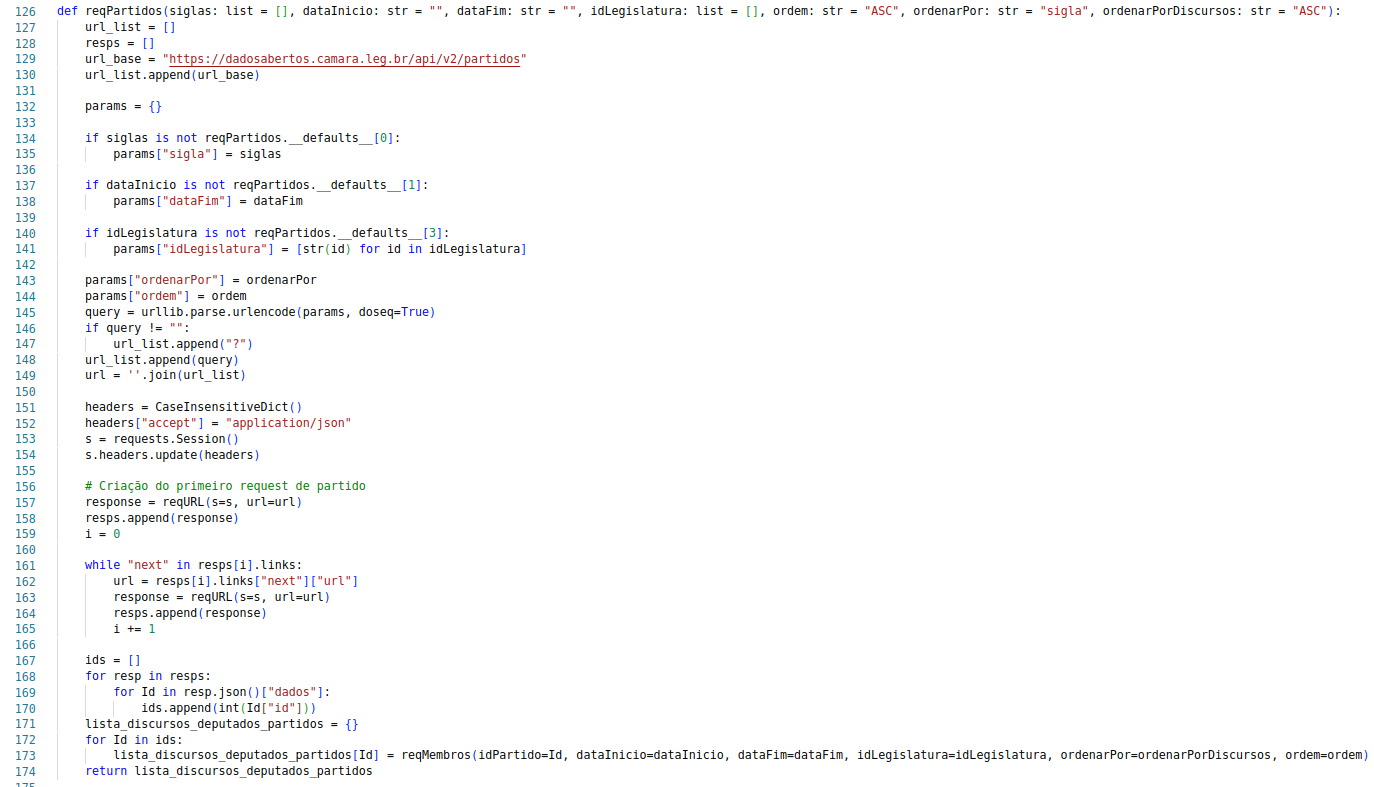 126 def reqPartidos(siglas: list = [], dataInicio: str = "", dataFim: str = "", idLegislatura: list = [], ordem: str = "ASC", ordenarPor: str = "sigla", ordenarPorDiscursos: str = "ASC"):
127     url_list = []
128     resps = []
129     url_base = "https://dadosabertos.camara.leg.br/api/v2/partidos"
130     url_list.append(url_base)
131
132     params = {}
133
134     if siglas is not reqPartidos.__defaults__[0]:
135         params["sigla"] = siglas
136
137     if dataInicio is not reqPartidos.__defaults__[1]:
138         params["dataFim"] = dataFim
139
140     if idLegislatura is not reqPartidos.__defaults__[3]:
141         params["idLegislatura"] = [str(id) for id in idLegislatura]
142
143     params["ordenarPor"] = ordenarPor
144     params["ordem"] = ordem
145     query = urllib.parse.urlencode(params, doseq=True)
146     if query != "":
147         url_list.append("?")
148     url_list.append(query)
149     url = ''.join(url_list)
150
151     headers = CaseInsensitiveDict()
152     headers["accept"] = "application/json"
153     s = requests.Session()
154     s.headers.update(headers)
155
156     # Criação do primeiro request de partido
157     response = reqURL(s=s, url=url)
158     resps.append(response)
159     i = 0
160
161     while "next" in resps[i].links:
162         url = resps[i].links["next"]["url"]
163         response = reqURL(s=s, url=url)
164         resps.append(response)
165         i += 1
166
167     ids = []
168     for resp in resps:
169         for Id in resp.json()["dados"]:
170             ids.append(int(Id["id"]))
171     lista_discursos_deputados_partidos = {}
172     for Id in ids:
173         lista_discursos_deputados_partidos[Id] = reqMembros(idPartido=Id, dataInicio=dataInicio, dataFim=dataFim, idLegislatura=idLegislatura, ordenarPor=ordenarPorDiscursos, ordem=ordem)
174     return lista_discursos_deputados_partidos
175